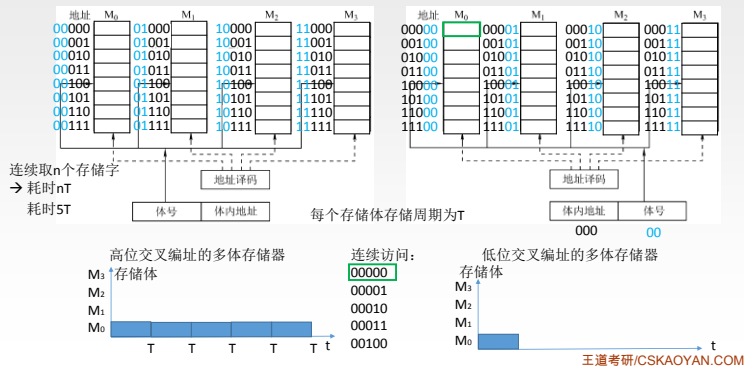 地址 M₀ M₁ M₂ M₃
00000 01000 10000 11000
00001 01001 10001 11001
00010 01010 10010 11010
00011 01011 10011 11011
00100 01100 10100 11100
00101 01101 10101 11101
00110 01110 10110 11110
00111 01111 10111 11111
地址译码
体号 体内地址
连续取n个存储字
→ 耗时nT
耗时5T
地址 M₀ M₁ M₂ M₃
00000 00001 00010 00011
00100 00101 00110 00111
01000 01001 01010 01011
01100 01101 01110 01111
10000 10001 10010 10011
10100 10101 10110 10111
11000 11001 11010 11011
11100 11101 11110 11111
地址译码
体内地址 体号
000 00
每个存储体存储周期为T
高位交叉编址的多体存储器
存储体
M₃
M₂
M₁
M₀
T T T T T t
连续访问：
00000
00001
00010
00011
00100
低位交叉编址的多体存储器
存储体
M₃
M₂
M₁
M₀
t
王道考研/CSKAOYAN.COM